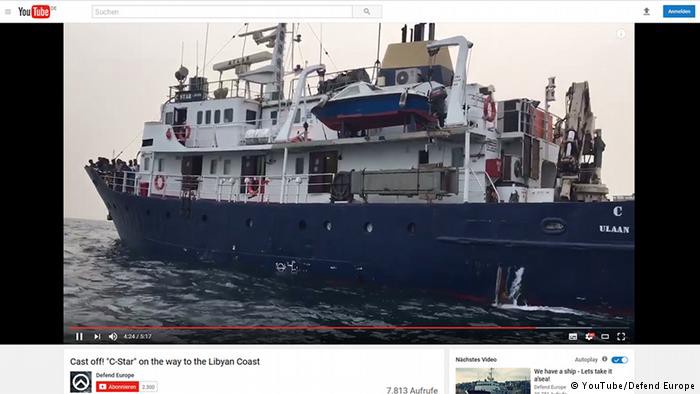 YouTube DE
Suchen
Anmelden
STAR
C
ULAAN
4:24 / 5:17
Cast off! "C-Star" on the way to the Libyan Coast
Defend Europe
Abonnieren 2.300
7.813 Aufrufe
Nächstes Video
Autoplay
We have a ship - Lets take it
a'sea!
Defend Europe
© YouTube/Defend Europe